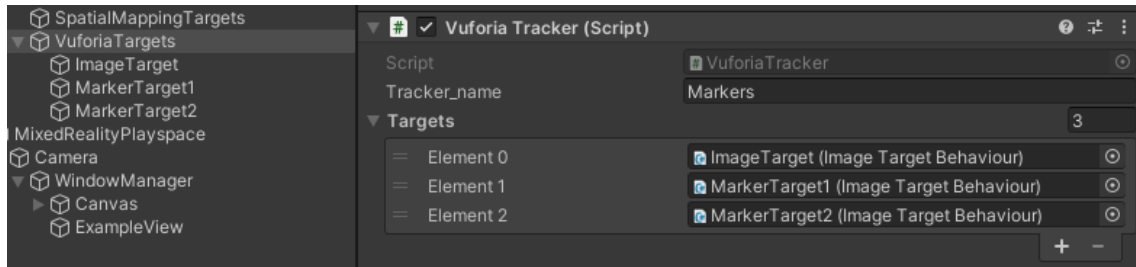 SpatialMappingTargets
VuforiaTargets
ImageTarget
MarkerTarget1
MarkerTarget2
MixedRealityPlayspace
Camera
WindowManager
Canvas
ExampleView
# Vuforia Tracker (Script)
Script # VuforiaTracker
Tracker_name Markers
Targets 3
Element 0 ImageTarget (Image Target Behaviour)
Element 1 MarkerTarget1 (Image Target Behaviour)
Element 2 MarkerTarget2 (Image Target Behaviour)
+ −